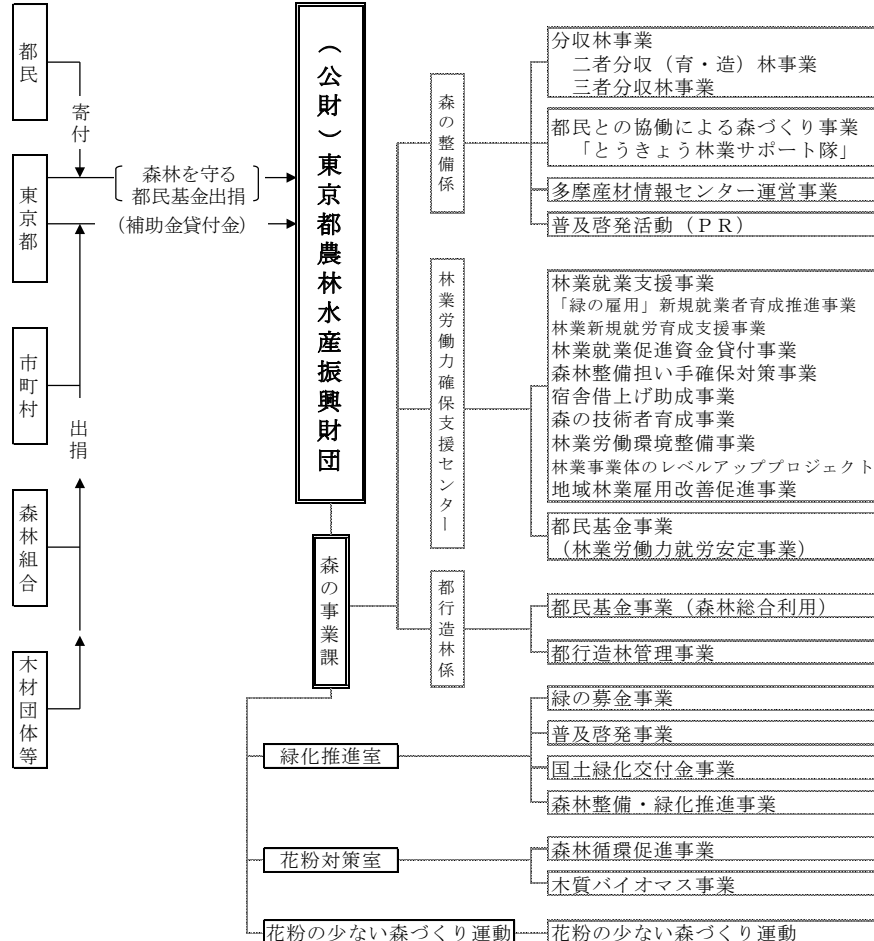 都民
寄付
東京都
市町村
出捐
森林組合
木材団体等
森林を守る
都民基金出捐
（補助金貸付金）
（公財）東京都農林水産振興財団
森の事業課
森の整備係
分収林事業
二者分収（育・造）林事業
三者分収林事業
都民との協働による森づくり事業
「とうきょう林業サポート隊」
多摩産材情報センター運営事業
普及啓発活動（ＰＲ）
林業労働力確保支援センター
林業就業支援事業
「緑の雇用」新規就業者育成推進事業
林業新規就労育成支援事業
林業就業促進資金貸付事業
森林整備担い手確保対策事業
宿舎借上げ助成事業
森の技術者育成事業
林業労働環境整備事業
林業事業体のレベルアッププロジェクト
地域林業雇用改善促進事業
都民基金事業
（林業労働力就労安定事業）
都行造林係
都民基金事業（森林総合利用）
都行造林管理事業
緑化推進室
緑の募金事業
普及啓発事業
国土緑化交付金事業
森林整備・緑化推進事業
花粉対策室
森林循環促進事業
木質バイオマス事業
花粉の少ない森づくり運動
花粉の少ない森づくり運動